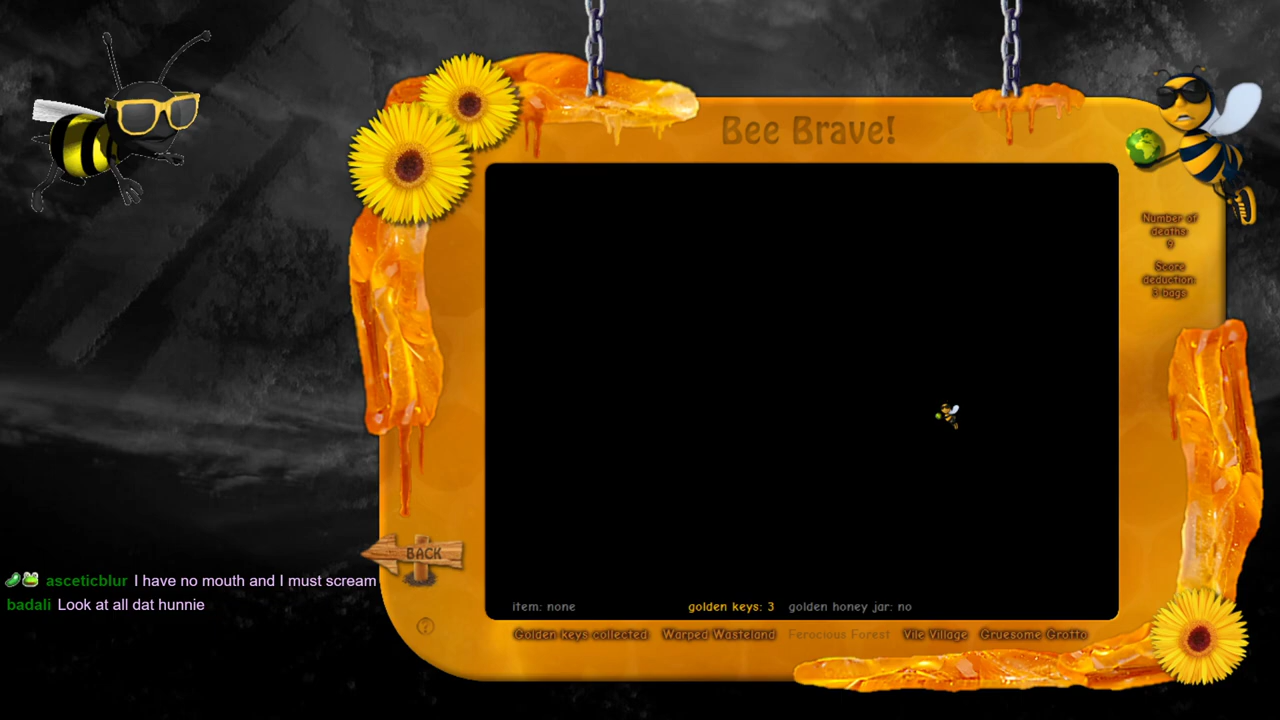 Bee Brave!
Number of
deaths:
9
Score
deduction:
3 bags
BACK
asceticblur I have no mouth and I must scream
badali Look at all dat hunnie
item: none golden keys: 3 golden honey jar: no
Golden keys collected Warped Wasteland Ferocious Forest Vile Village Gruesome Grotto
?